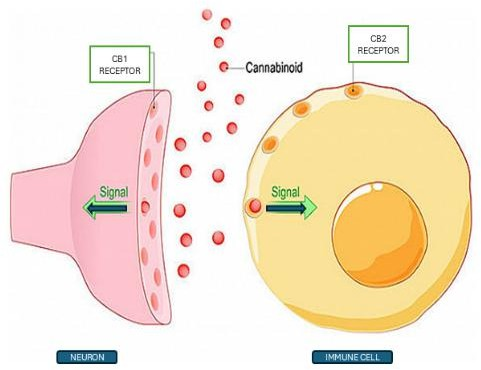 CB1
RECEPTOR
CB2
RECEPTOR
Cannabinoid
Signal
Signal
NEURON
IMMUNE CELL